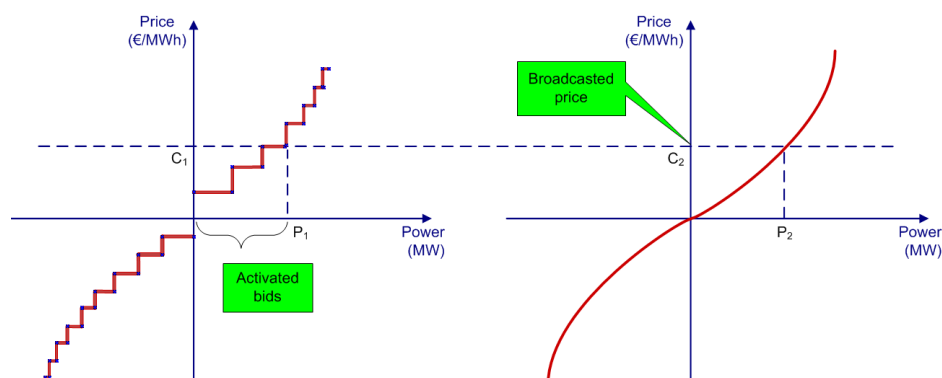 Price
(€/MWh)
C₁
P₁
Power
(MW)
Activated
bids
Price
(€/MWh)
Broadcasted
price
C₂
P₂
Power
(MW)